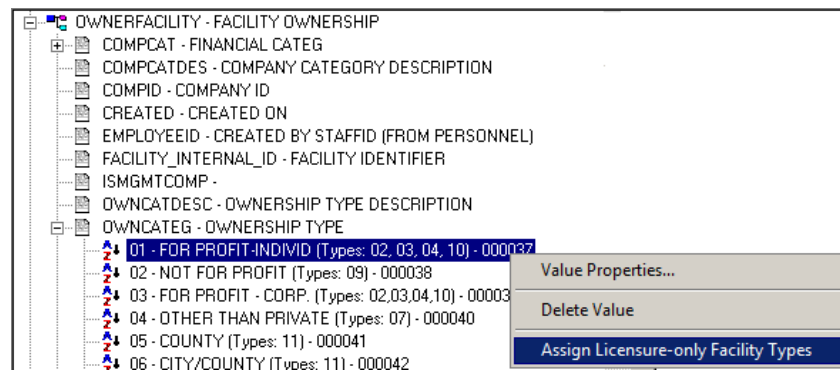 OWNERFACILITY - FACILITY OWNERSHIP
COMPCAT - FINANCIAL CATEG
COMPCATDES - COMPANY CATEGORY DESCRIPTION
COMPID - COMPANY ID
CREATED - CREATED ON
EMPLOYEEID - CREATED BY STAFFID (FROM PERSONNEL)
FACILITY_INTERNAL_ID - FACILITY IDENTIFIER
ISMGMTCOMP -
OWNCATDESC - OWNERSHIP TYPE DESCRIPTION
OWNCATEG - OWNERSHIP TYPE
01 - FOR PROFIT-INDIVID (Types: 02, 03, 04, 10) - 000037
02 - NOT FOR PROFIT (Types: 09) - 000038
03 - FOR PROFIT - CORP. (Types: 02,03,04,10) - 00003
04 - OTHER THAN PRIVATE (Types: 07) - 000040
05 - COUNTY (Types: 11) - 000041
06 - CITY/COUNTY (Types: 11) - 000042
Value Properties...
Delete Value
Assign Licensure-only Facility Types